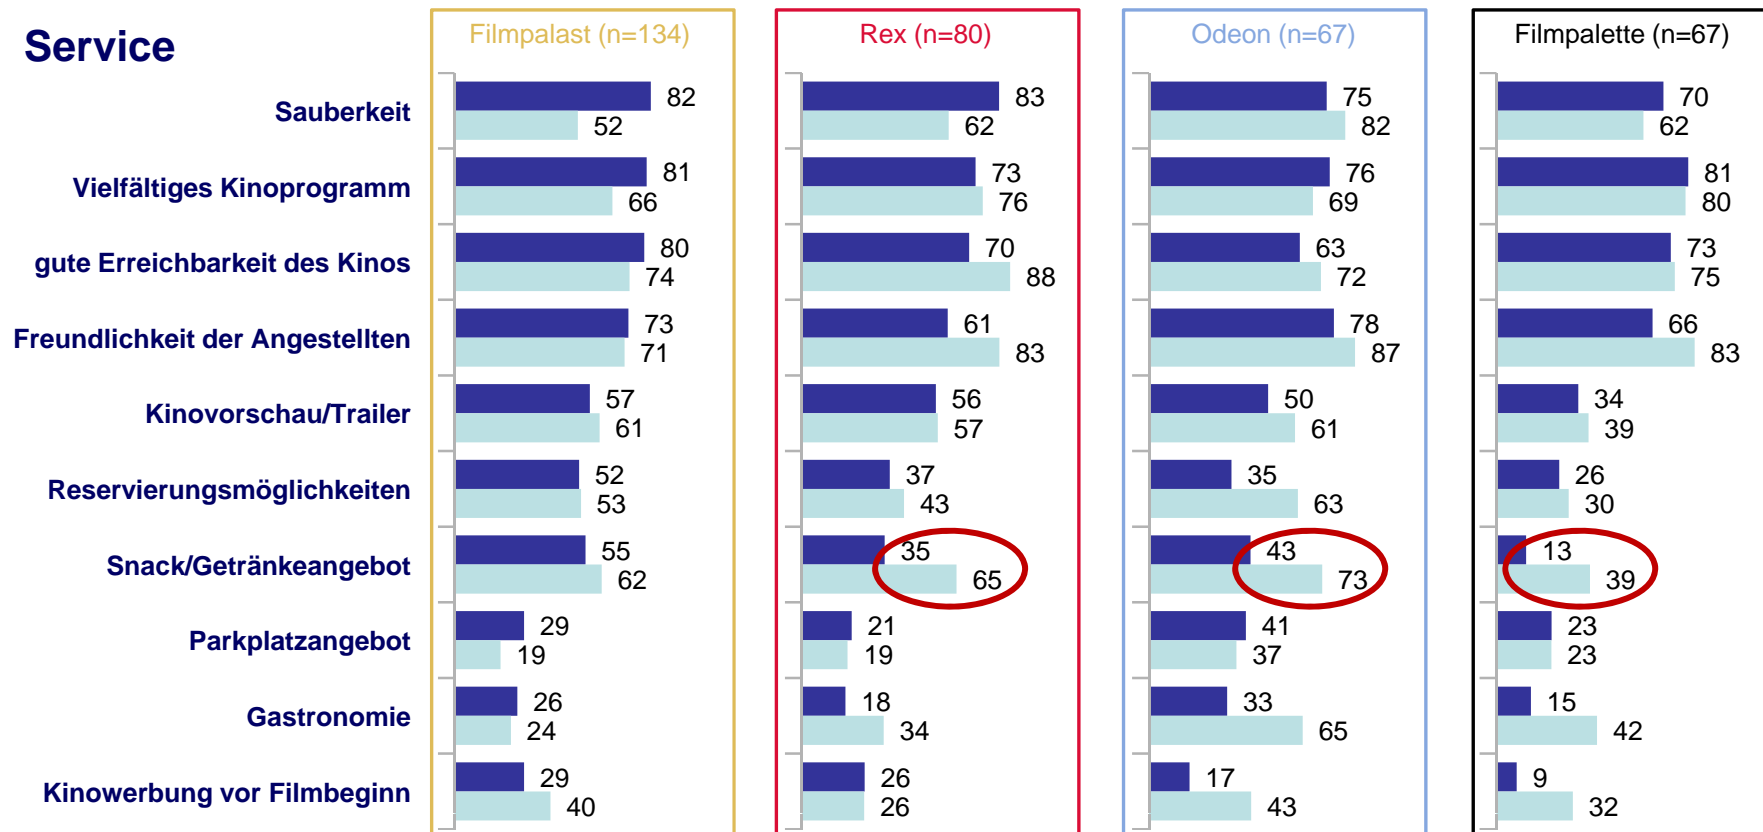 Service
Filmpalast (n=134) Rex (n=80) Odeon (n=67) Filmpalette (n=67)
Sauberkeit 82 83 75 70
52 62 82 62
Vielfältiges Kinoprogramm 81 73 76 81
66 76 69 80
gute Erreichbarkeit des Kinos 80 70 63 73
74 88 72 75
Freundlichkeit der Angestellten 73 61 78 66
71 83 87 83
Kinovorschau/Trailer 57 56 50 34
61 57 61 39
Reservierungsmöglichkeiten 52 37 35 26
53 43 63 30
Snack/Getränkeangebot 55 35 43 13
62 65 73 39
Parkplatzangebot 29 21 41 23
19 19 37 23
Gastronomie 26 18 33 15
24 34 65 42
Kinowerbung vor Filmbeginn 29 26 17 9
40 26 43 32